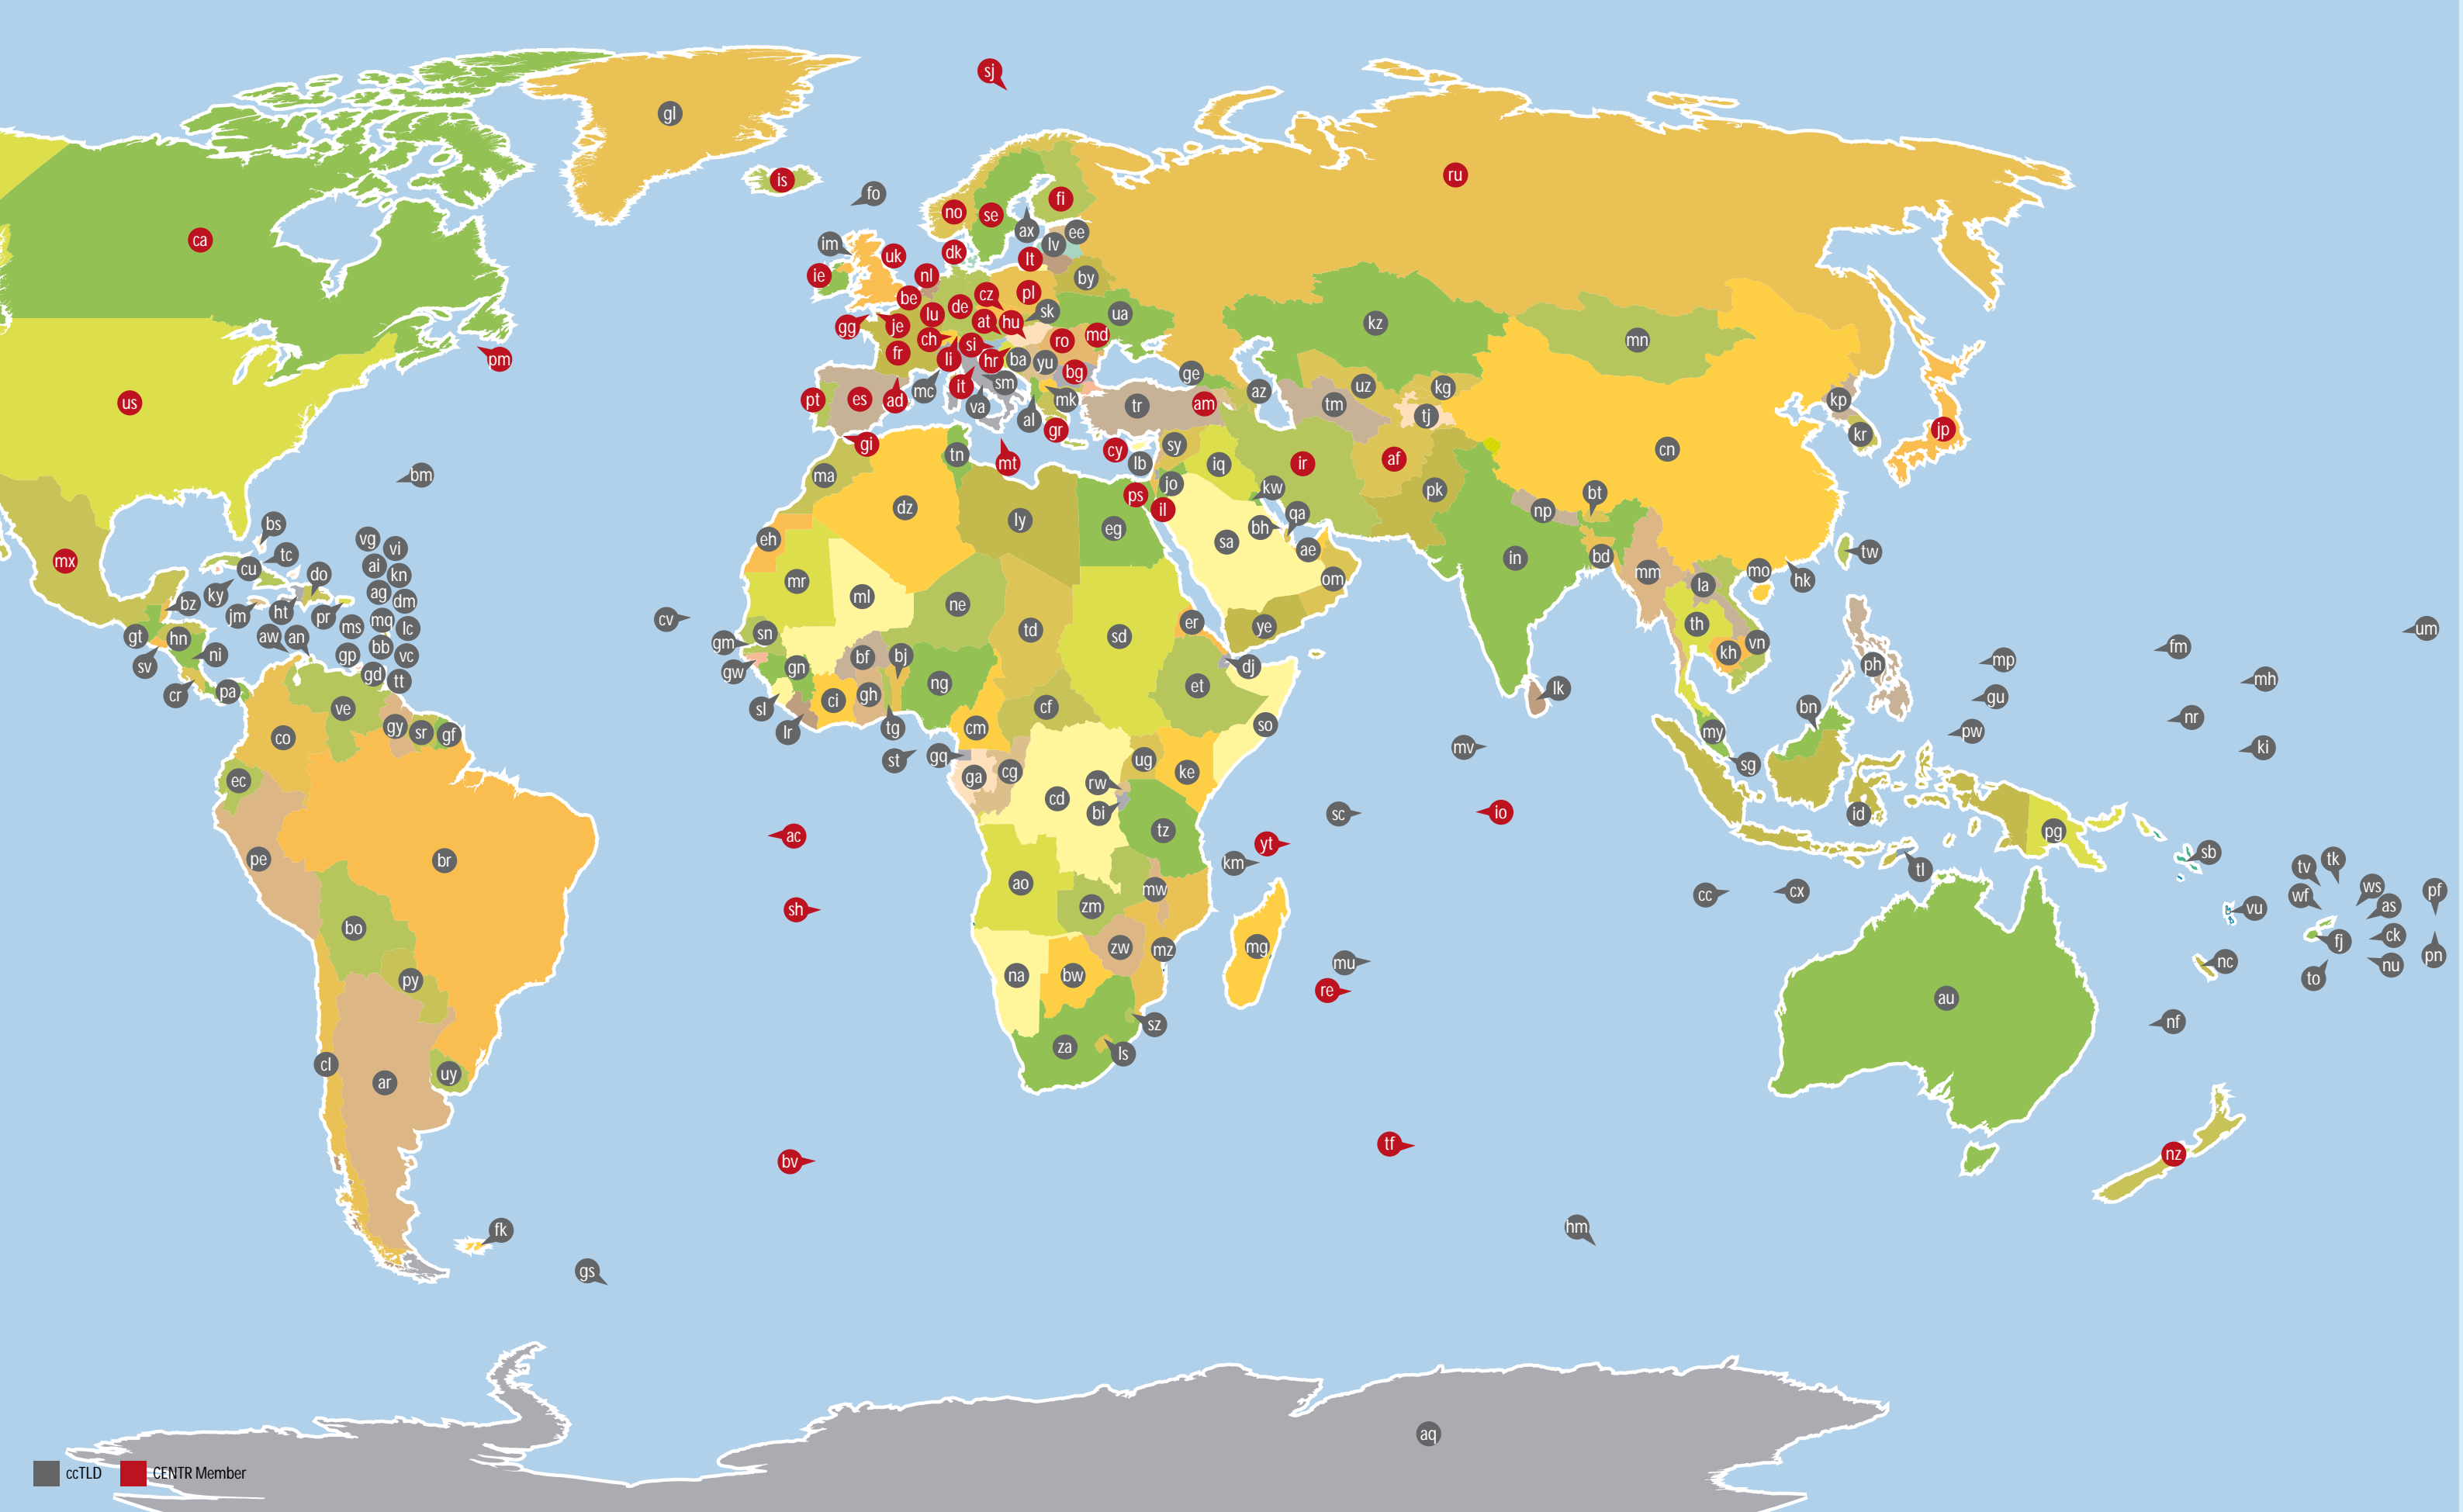 sj
gl
is
fo
ru
ca
no
se
fi
ax
ee
lv
im
uk
dk
lt
ie
nl
by
be
cz
pl
de
sk
ua
lu
at
hu
gg
je
ch
si
ro
md
kz
mn
fr
li
hr
ba
yu
bg
pm
it
sm
mc
ge
az
uz
kg
us
pt
es
ad
va
al
mk
gr
tr
am
tm
tj
kp
kr
jp
gi
mt
tn
cy
lb
sy
iq
ir
af
cn
bm
ma
dz
ly
eg
ps
il
jo
kw
pk
np
bt
bs
vg
vi
eh
sa
bh
qa
ae
in
bd
tw
mx
cu
tc
do
ai
kn
mr
ml
ne
om
mm
la
mo
hk
bz
ky
jm
ht
pr
ag
dm
ms
mq
lc
cv
gm
sn
td
sd
er
ye
th
vn
um
gt
hn
aw
an
gp
bb
vc
sv
ni
gd
tt
gw
gn
bf
bj
dj
kh
ph
mp
fm
cr
pa
ve
sl
ci
gh
ng
et
lk
gu
mh
co
gy
sr
gf
lr
tg
cm
cf
so
bn
my
pw
nr
ec
st
gq
ga
cg
cd
rw
bi
ug
ke
mv
sg
ki
pe
br
ac
tz
sc
io
id
pg
km
yt
tl
sb
tv
tk
bo
sh
ao
zm
mw
cc
cx
wf
ws
as
pf
vu
py
na
bw
zw
mz
mg
mu
re
au
nc
fj
ck
to
nu
pn
cl
ar
uy
za
sz
ls
nf
bv
tf
nz
fk
gs
hm
aq
ccTLD
CENTR Member